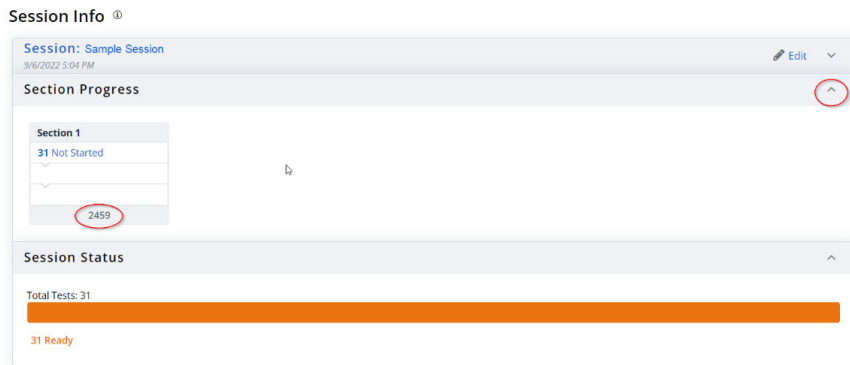 Session Info
Session: Sample Session
Edit
9/6/2022 5:04 PM
Section Progress
Section 1
31 Not Started
2459
Session Status
Total Tests: 31
31 Ready